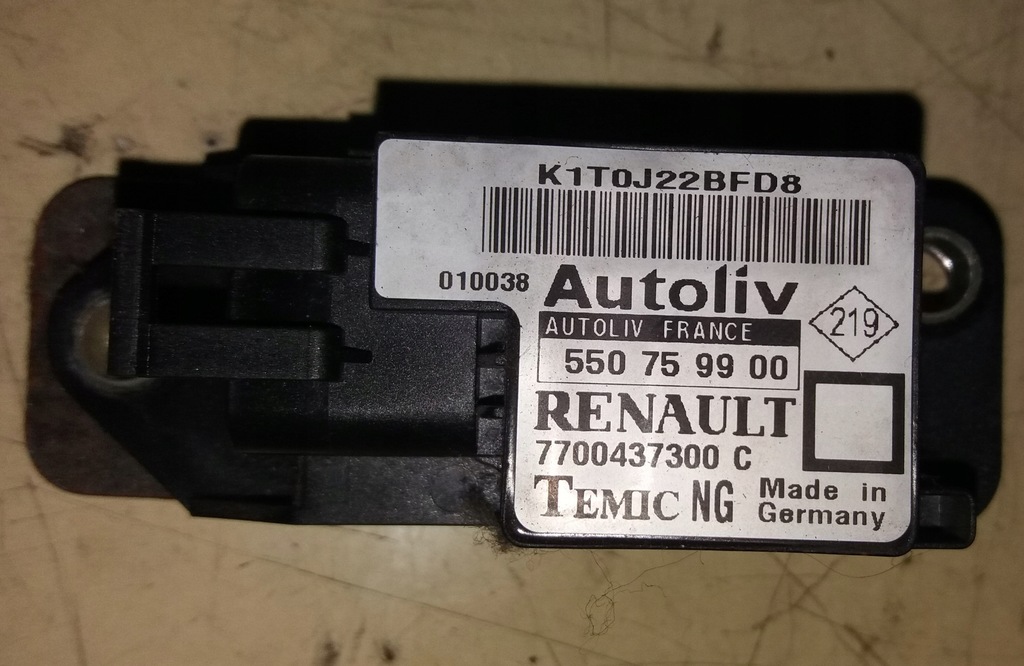 K1T0J22BFD8
010038
Autoliv
AUTOLIV FRANCE
550 75 99 00
219
RENAULT
7700437300 C
TEMIC NG
Made in
Germany